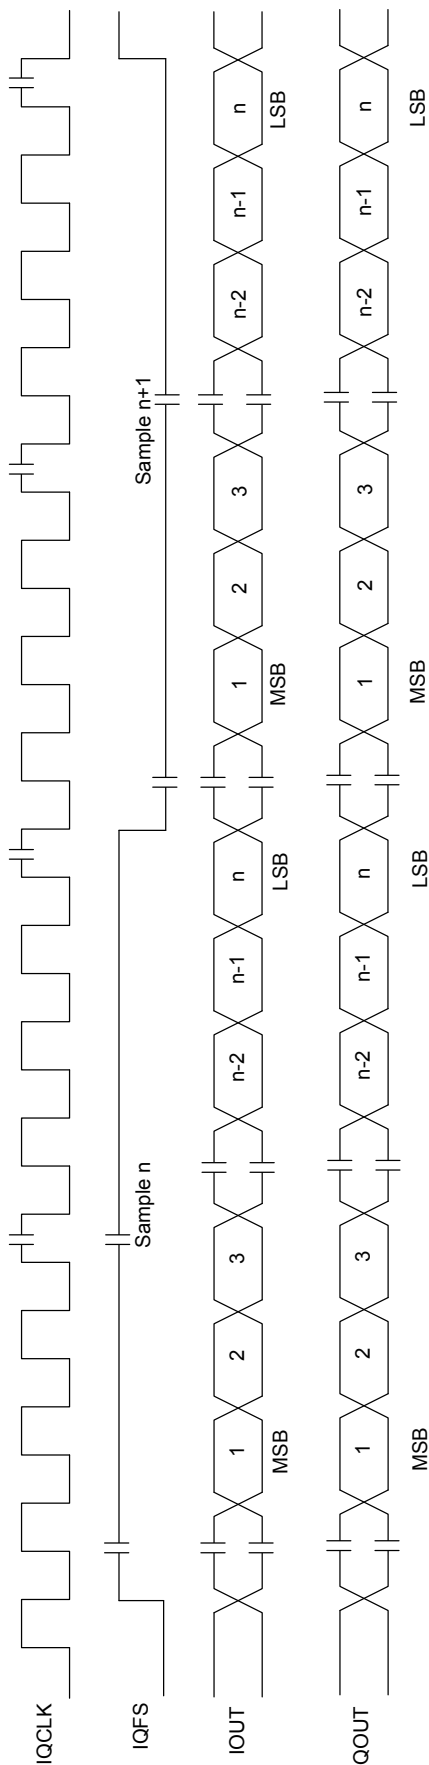 IQCLK
IQFS
Sample n
Sample n+1
IOUT
1 2 3 n-2 n-1 n 1 2 3 n-2 n-1 n
MSB LSB MSB LSB
QOUT
1 2 3 n-2 n-1 n 1 2 3 n-2 n-1 n
MSB LSB MSB LSB